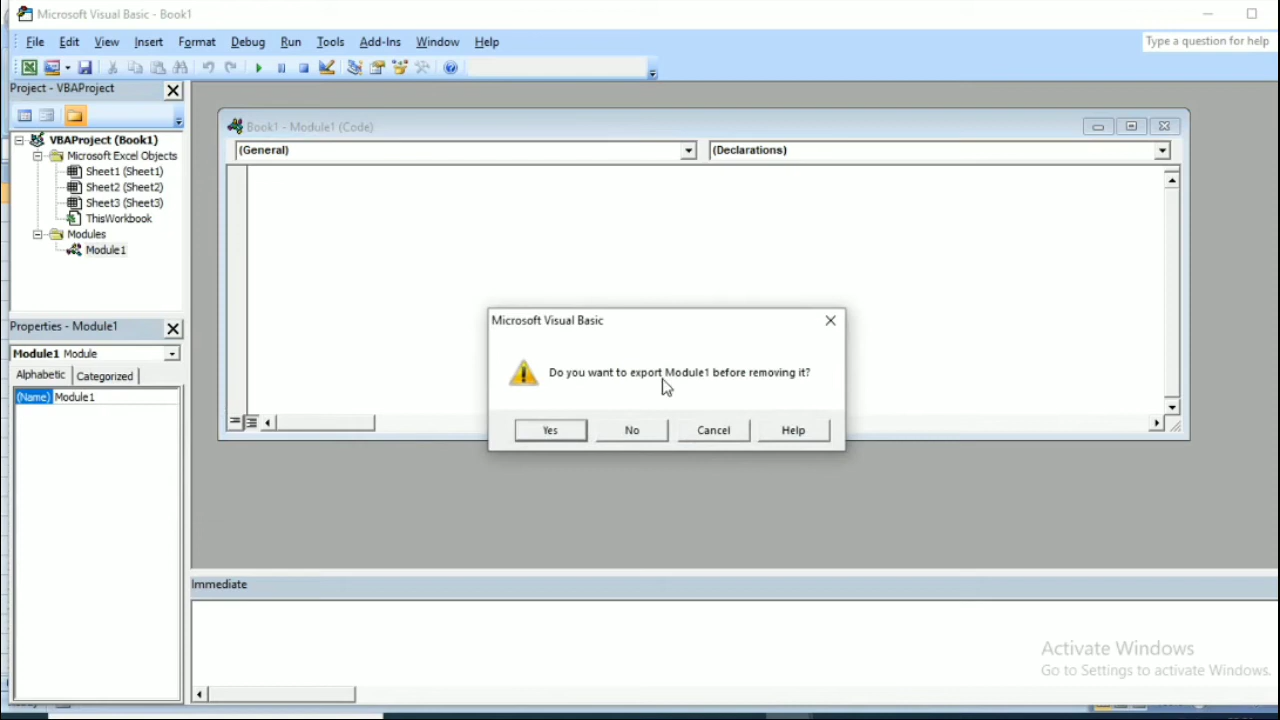 Microsoft Visual Basic - Book1
File Edit View Insert Format Debug Run Tools Add-Ins Window Help
Type a question for help
Project - VBAProject
VBAProject (Book1)
Microsoft Excel Objects
Sheet1 (Sheet1)
Sheet2 (Sheet2)
Sheet3 (Sheet3)
ThisWorkbook
Modules
Module1
Properties - Module1
Module1 Module
Alphabetic Categorized
(Name) Module1
Book1 - Module1 (Code)
(General) (Declarations)
Microsoft Visual Basic
Do you want to export Module1 before removing it?
Yes No Cancel Help
Immediate
Activate Windows
Go to Settings to activate Windows.